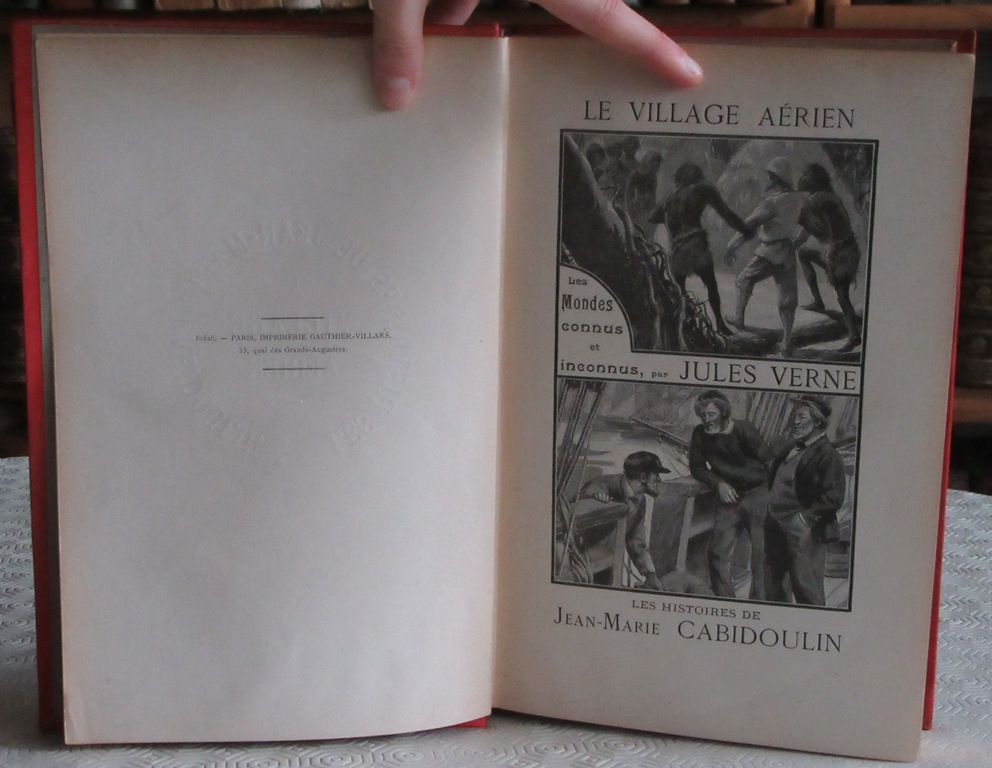 — PARIS, IMPRIMERIE GAUTHIER-VILLARS,
55, quai des Grands-Augustins.
LE VILLAGE AÉRIEN
Les
Mondes
connus
et
inconnus, par JULES VERNE
LES HISTOIRES DE
JEAN-MARIE CABIDOULIN